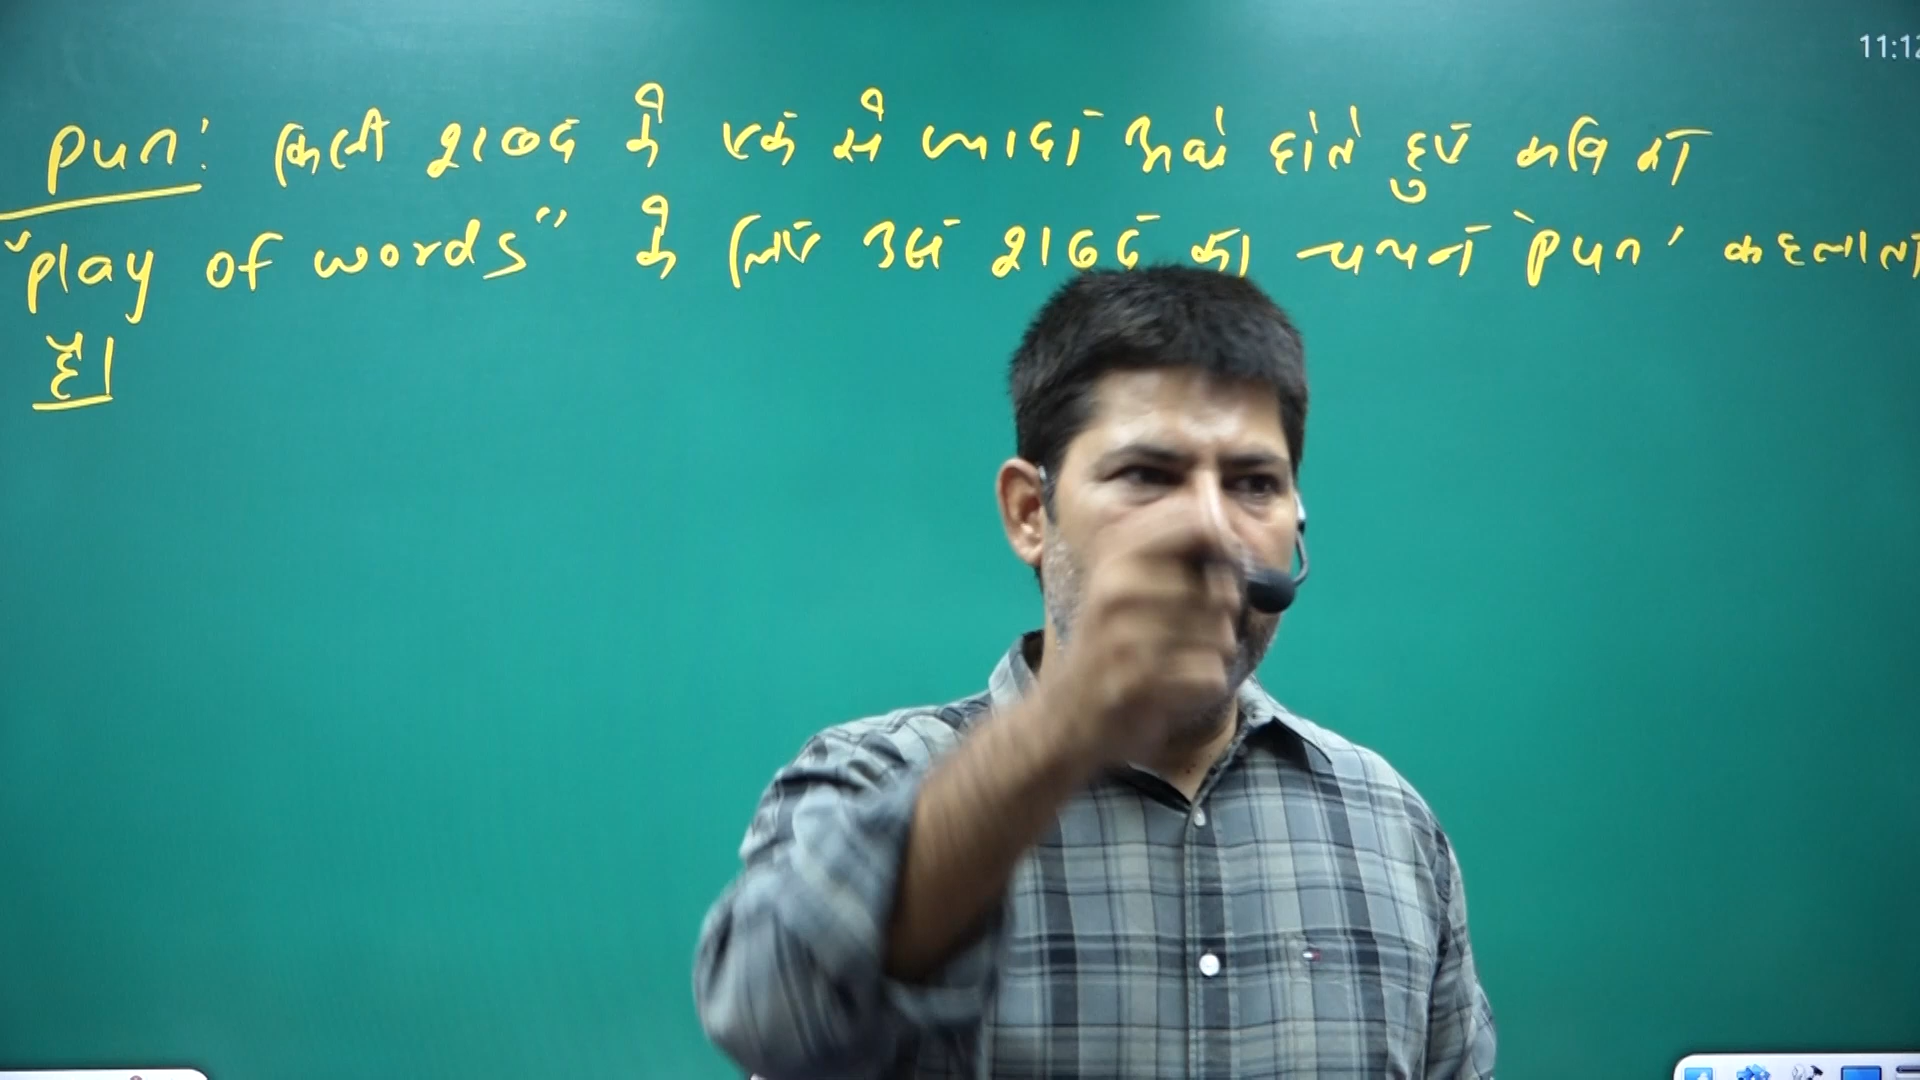 11:12
Pun: किसी शब्द के एक से ज्यादा अर्थ होते हुए कवि का
"play of words" के लिए उस शब्द का चयन 'Pun' कहलाता
है।